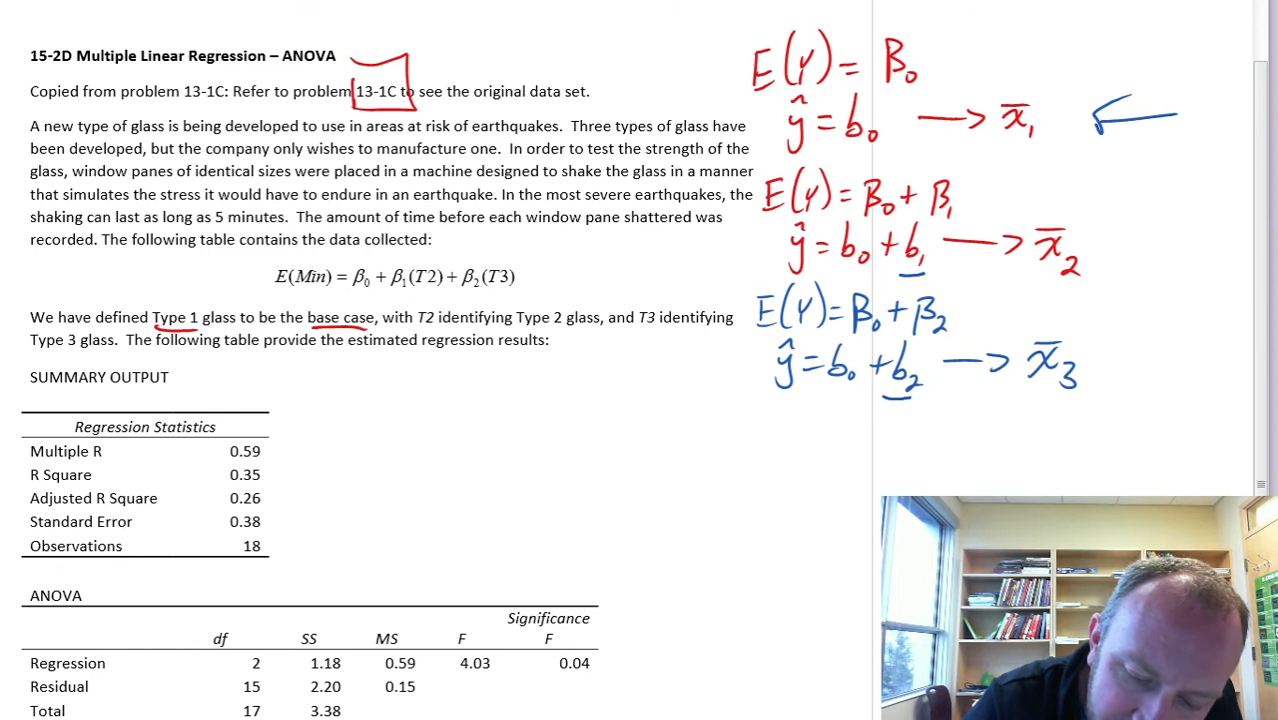 15-2D Multiple Linear Regression – ANOVA
Copied from problem 13-1C: Refer to problem 13-1C to see the original data set.
A new type of glass is being developed to use in areas at risk of earthquakes. Three types of glass have
been developed, but the company only wishes to manufacture one. In order to test the strength of the
glass, window panes of identical sizes were placed in a machine designed to shake the glass in a manner
that simulates the stress it would have to endure in an earthquake. In the most severe earthquakes, the
shaking can last as long as 5 minutes. The amount of time before each window pane shattered was
recorded. The following table contains the data collected:
E(Min) = β₀ + β₁(T2) + β₂(T3)
We have defined Type 1 glass to be the base case, with T2 identifying Type 2 glass, and T3 identifying
Type 3 glass. The following table provide the estimated regression results:
SUMMARY OUTPUT
Regression Statistics
Multiple R 0.59
R Square 0.35
Adjusted R Square 0.26
Standard Error 0.38
Observations 18
ANOVA
df SS MS F Significance F
Regression 2 1.18 0.59 4.03 0.04
Residual 15 2.20 0.15
Total 17 3.38
E(Y) = β₀
ŷ = b₀ → x̄₁
E(Y) = β₀ + β₁
ŷ = b₀ + b₁ → x̄₂
E(Y) = β₀ + β₂
ŷ = b₀ + b₂ → x̄₃